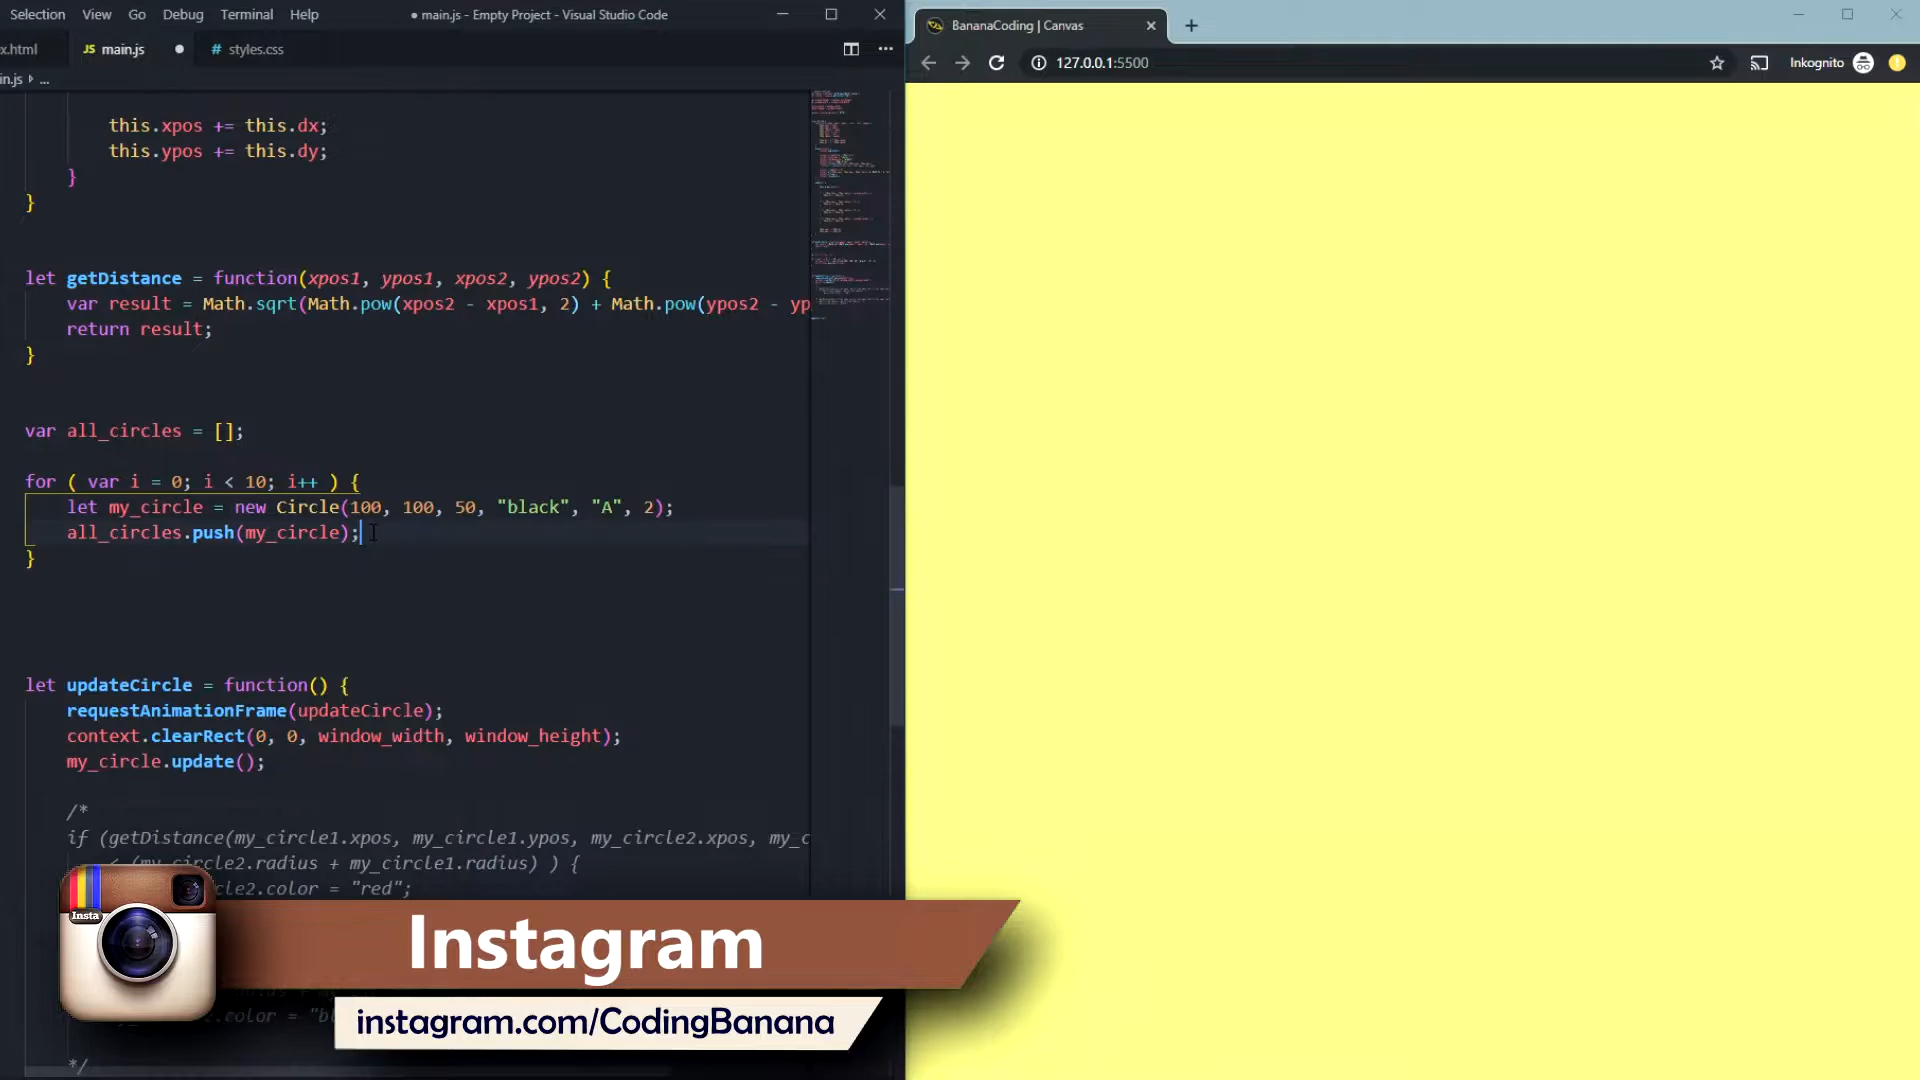 Selection View Go Debug Terminal Help ● main.js - Empty Project - Visual Studio Code
x.html JS main.js # styles.css
n.js ...
this.xpos += this.dx;
this.ypos += this.dy;
}
}
let getDistance = function(xpos1, ypos1, xpos2, ypos2) {
var result = Math.sqrt(Math.pow(xpos2 - xpos1, 2) + Math.pow(ypos2 - yp
return result;
}
var all_circles = [];
for ( var i = 0; i < 10; i++ ) {
let my_circle = new Circle(100, 100, 50, "black", "A", 2);
all_circles.push(my_circle);
}
let updateCircle = function() {
requestAnimationFrame(updateCircle);
context.clearRect(0, 0, window_width, window_height);
my_circle.update();
/*
if (getDistance(my_circle1.xpos, my_circle1.ypos, my_circle2.xpos, my_c
< (my_circle2.radius + my_circle1.radius) ) {
rcle2.color = "red";
.color = "bl
*/
BananaCoding | Canvas
127.0.0.1:5500
Inkognito
Insta
Instagram
instagram.com/CodingBanana